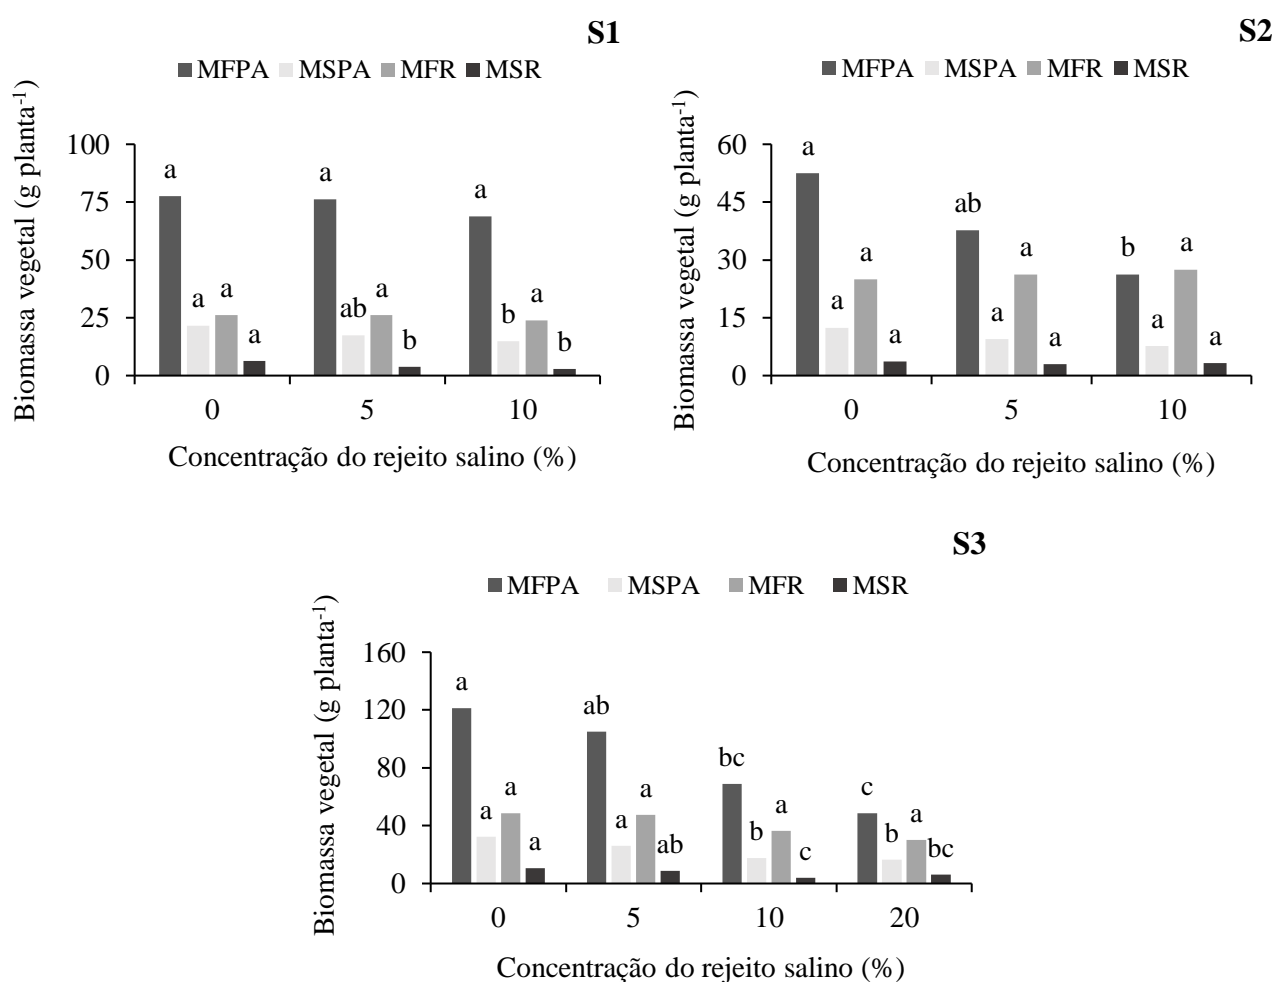 S1
MFPA MSPA MFR MSR
Biomassa vegetal (g planta-1)
100
75
50
25
0
a a a
a a ab a b a
a b b
0 5 10
Concentração do rejeito salino (%)
S2
MFPA MSPA MFR MSR
Biomassa vegetal (g planta-1)
60
45
30
15
0
a ab b
a a a a a a
a a a
0 5 10
Concentração do rejeito salino (%)
S3
MFPA MSPA MFR MSR
Biomassa vegetal (g planta-1)
160
120
80
40
0
a ab bc c
a a a a b a b a
a ab c bc
0 5 10 20
Concentração do rejeito salino (%)